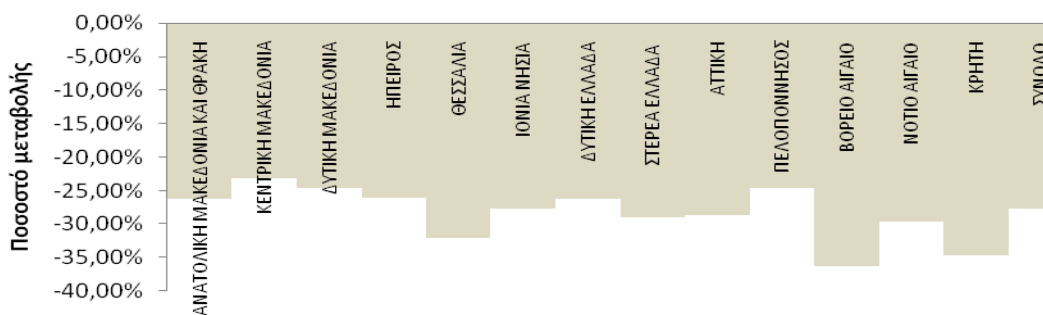 0,00%
-5,00%
-10,00%
-15,00%
-20,00%
-25,00%
-30,00%
-35,00%
-40,00%
Ποσοστό μεταβολής
ΑΝΑΤΟΛΙΚΗ ΜΑΚΕΔΟΝΙΑ ΚΑΙ ΘΡΑΚΗ
ΚΕΝΤΡΙΚΗ ΜΑΚΕΔΟΝΙΑ
ΔΥΤΙΚΗ ΜΑΚΕΔΟΝΙΑ
ΗΠΕΙΡΟΣ
ΘΕΣΣΑΛΙΑ
ΙΟΝΙΑ ΝΗΣΙΑ
ΔΥΤΙΚΗ ΕΛΛΑΔΑ
ΣΤΕΡΕΑ ΕΛΛΑΔΑ
ΑΤΤΙΚΗ
ΠΕΛΟΠΟΝΝΗΣΟΣ
ΒΟΡΕΙΟ ΑΙΓΑΙΟ
ΝΟΤΙΟ ΑΙΓΑΙΟ
ΚΡΗΤΗ
ΣΥΝΟΛΟ